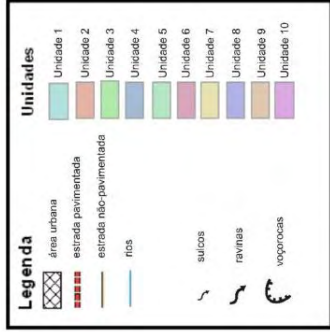 Legenda
área urbana
estrada pavimentada
estrada não-pavimentada
rios
sulcos
ravinas
voçorocas
Unidades
Unidade 1
Unidade 2
Unidade 3
Unidade 4
Unidade 5
Unidade 6
Unidade 7
Unidade 8
Unidade 9
Unidade 10